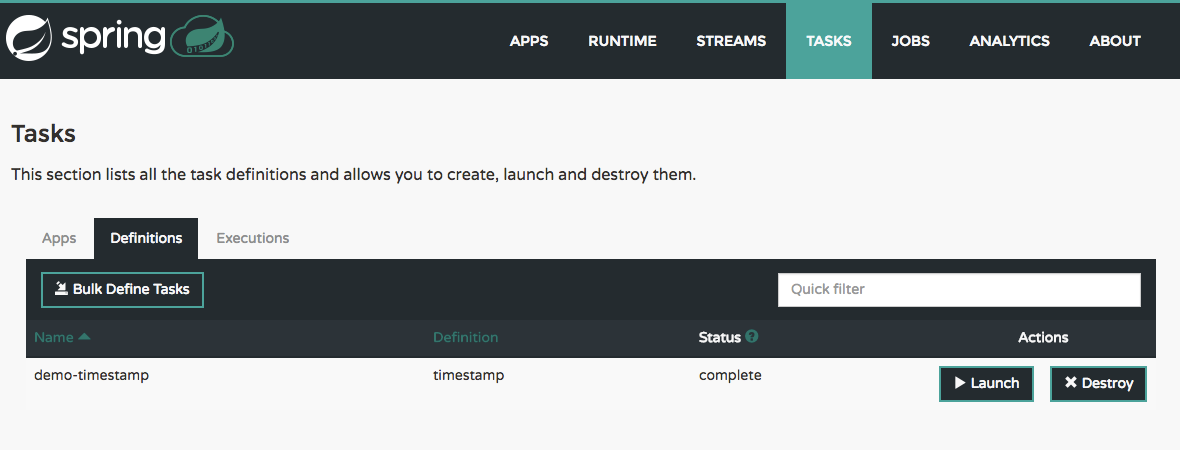 spring
APPS RUNTIME STREAMS TASKS JOBS ANALYTICS ABOUT
Tasks
This section lists all the task definitions and allows you to create, launch and destroy them.
Apps Definitions Executions
Bulk Define Tasks Quick filter
Name Definition Status ? Actions
demo-timestamp timestamp complete Launch Destroy